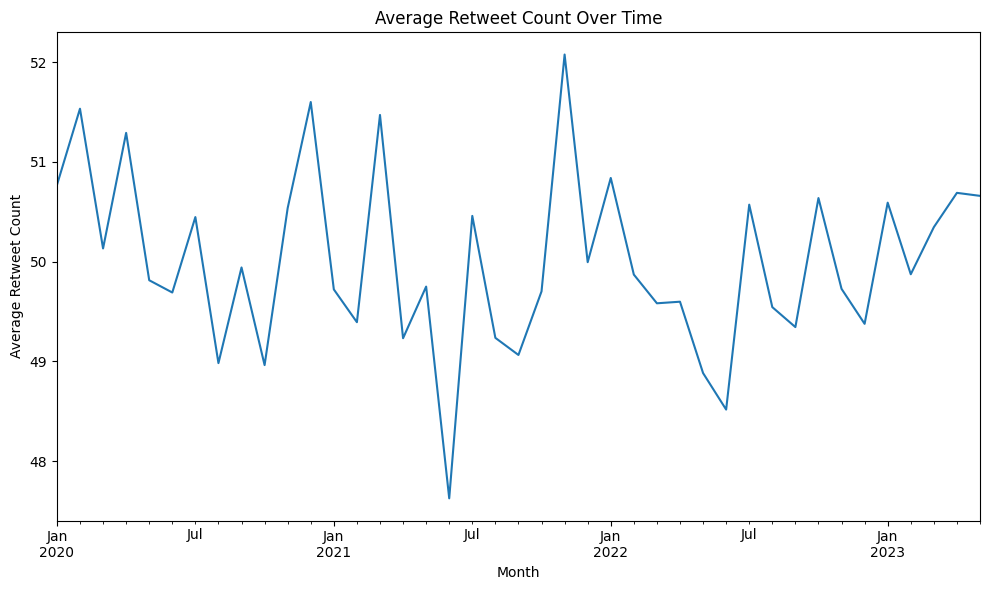 Average Retweet Count Over Time
Average Retweet Count
52
51
50
49
48
Jan Jul Jan Jul Jan Jul Jan
2020 2021 2022 2023
Month